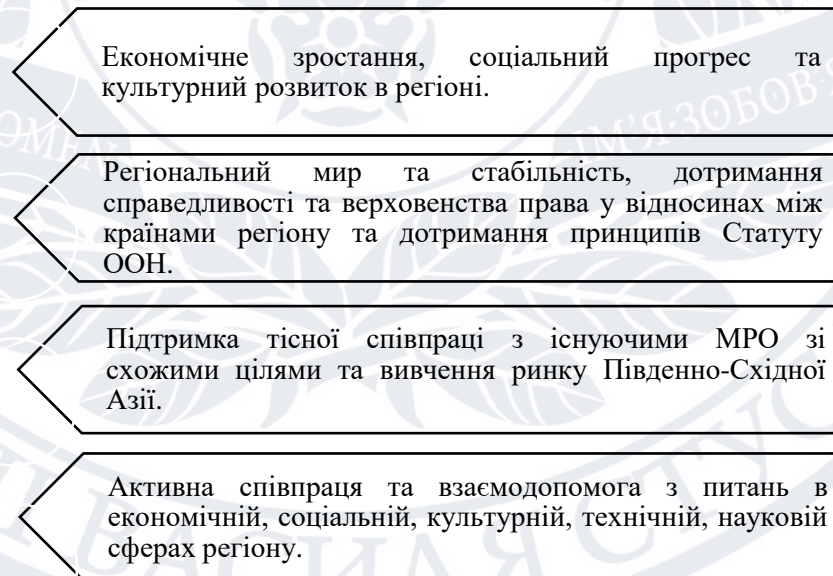 Економічне зростання, соціальний прогрес та
культурний розвиток в регіоні.
Регіональний мир та стабільність, дотримання
справедливості та верховенства права у відносинах між
країнами регіону та дотримання принципів Статуту
ООН.
Підтримка тісної співпраці з існуючими МРО зі
схожими цілями та вивчення ринку Південно-Східної
Азії.
Активна співпраця та взаємодопомога з питань в
економічній, соціальній, культурній, технічній, науковій
сферах регіону.